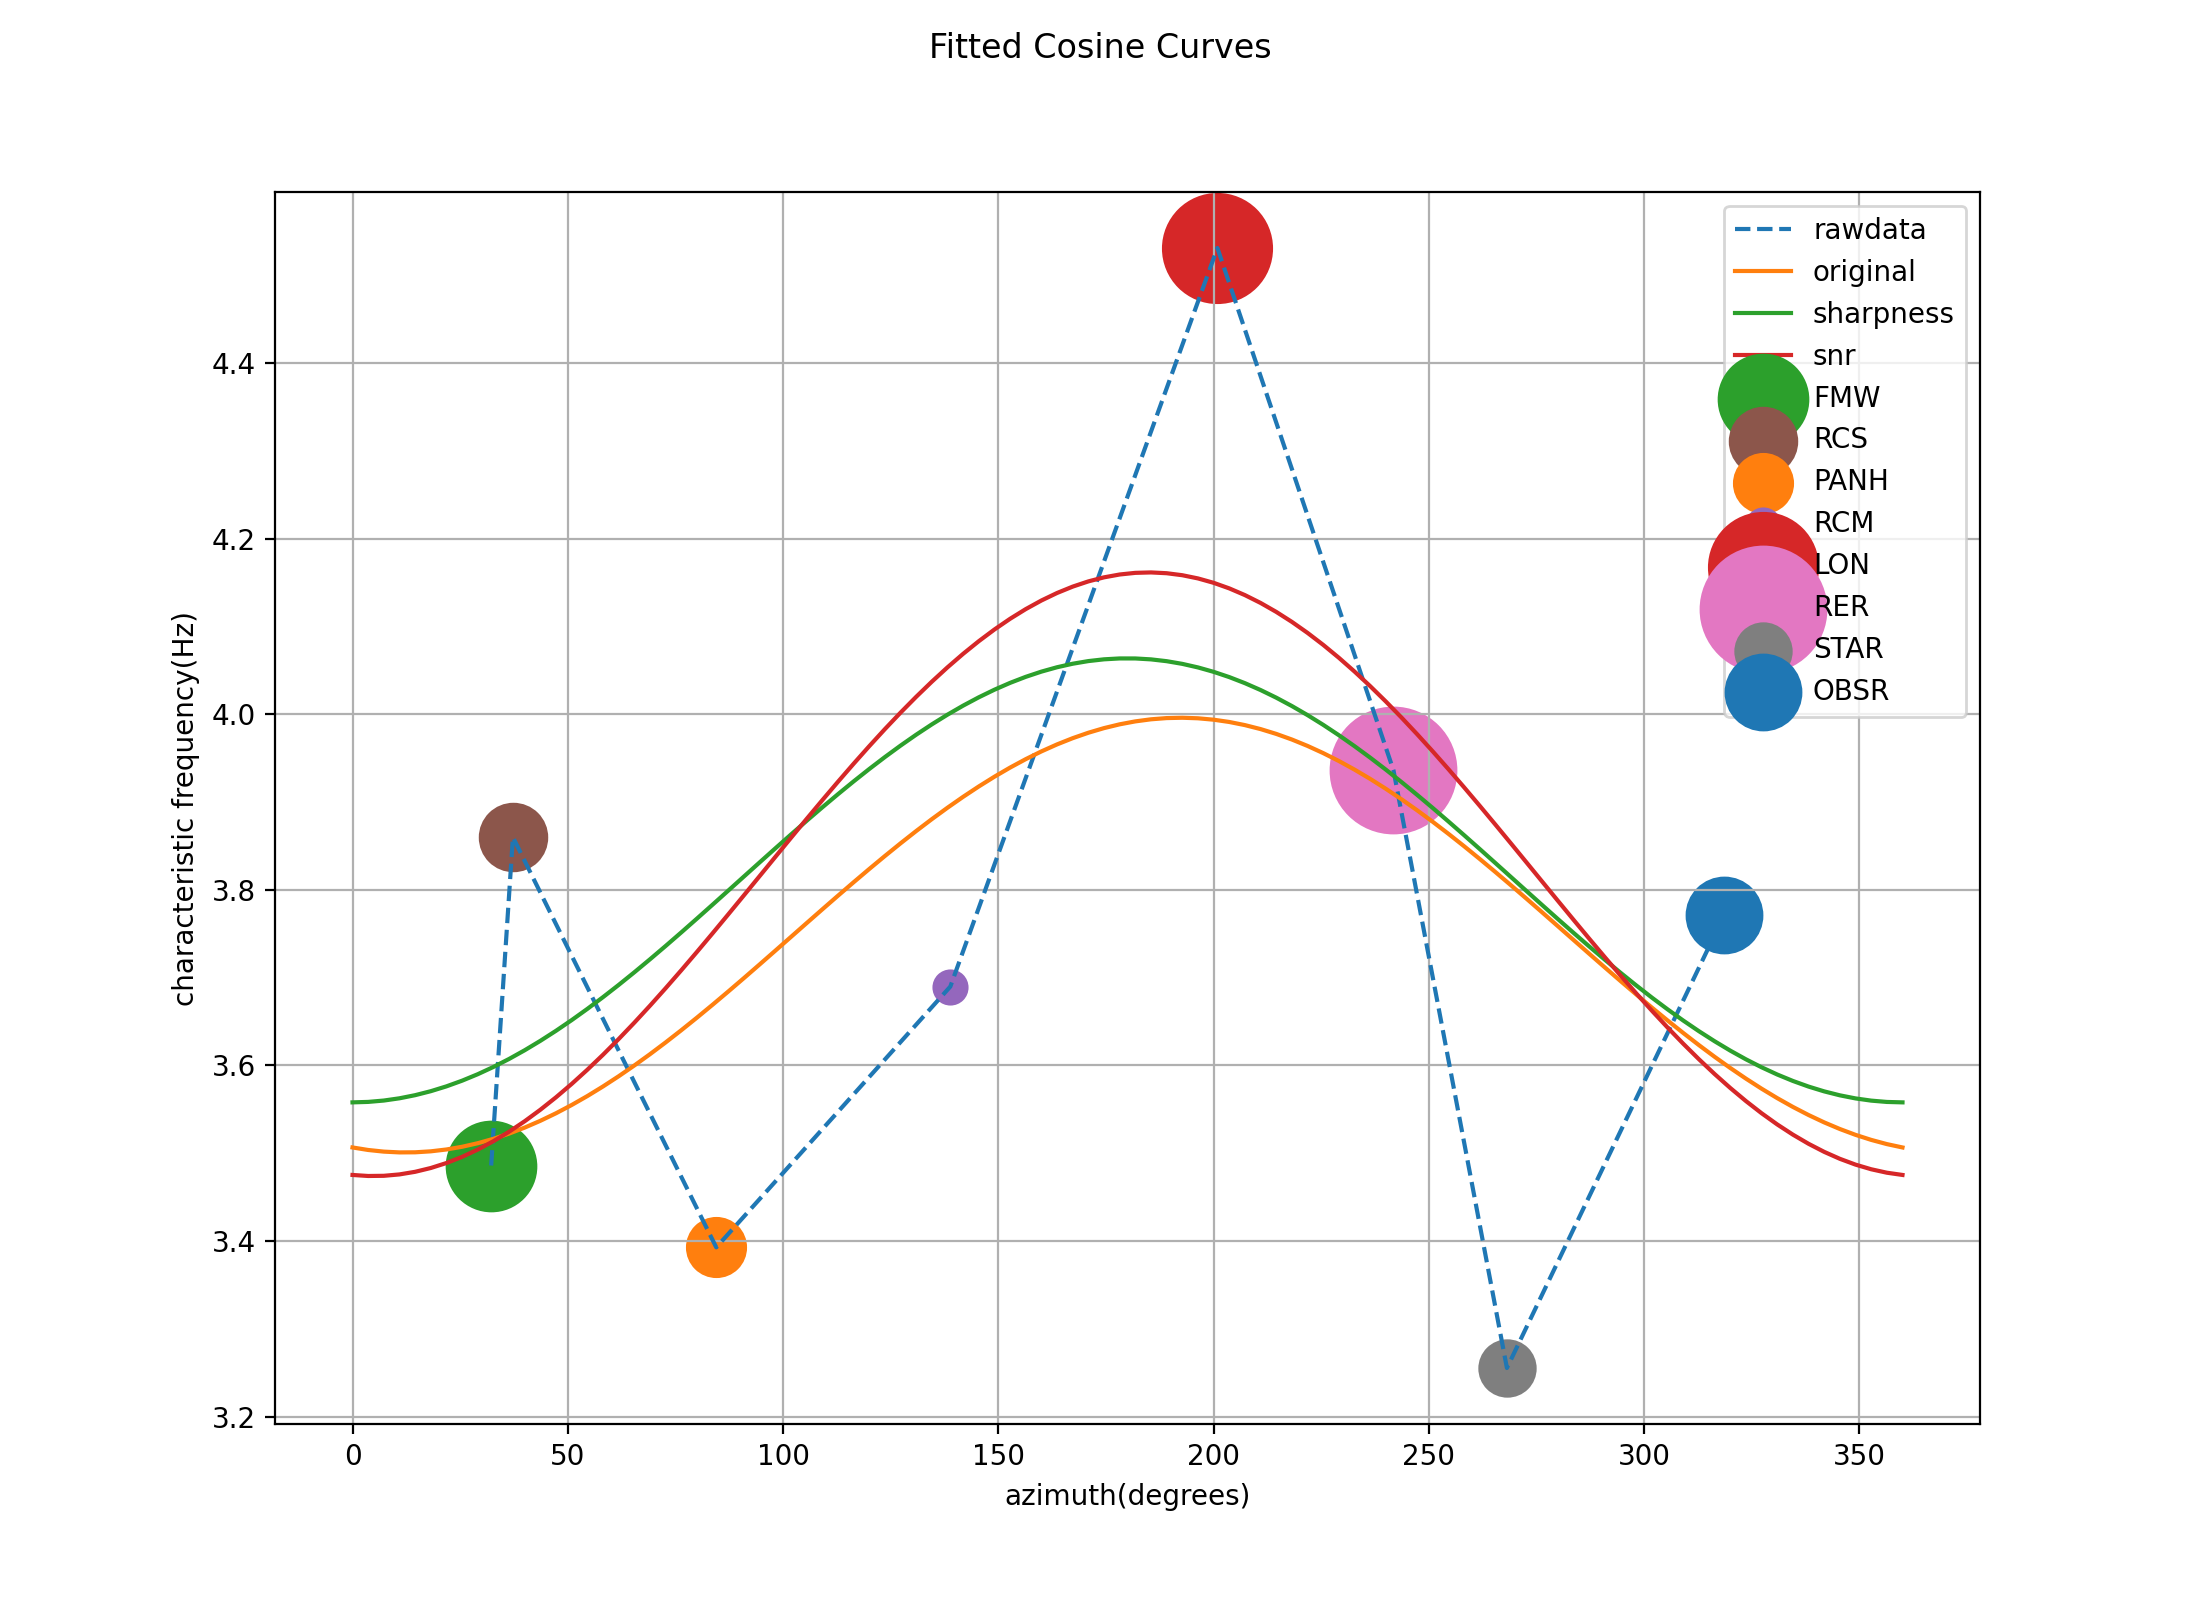 Fitted Cosine Curves
characteristic frequency(Hz)
4.4
4.2
4.0
3.8
3.6
3.4
3.2
rawdata
original
sharpness
snr
FMW
RCS
PANH
RCM
LON
RER
STAR
OBSR
0 50 100 150 200 250 300 350
azimuth(degrees)